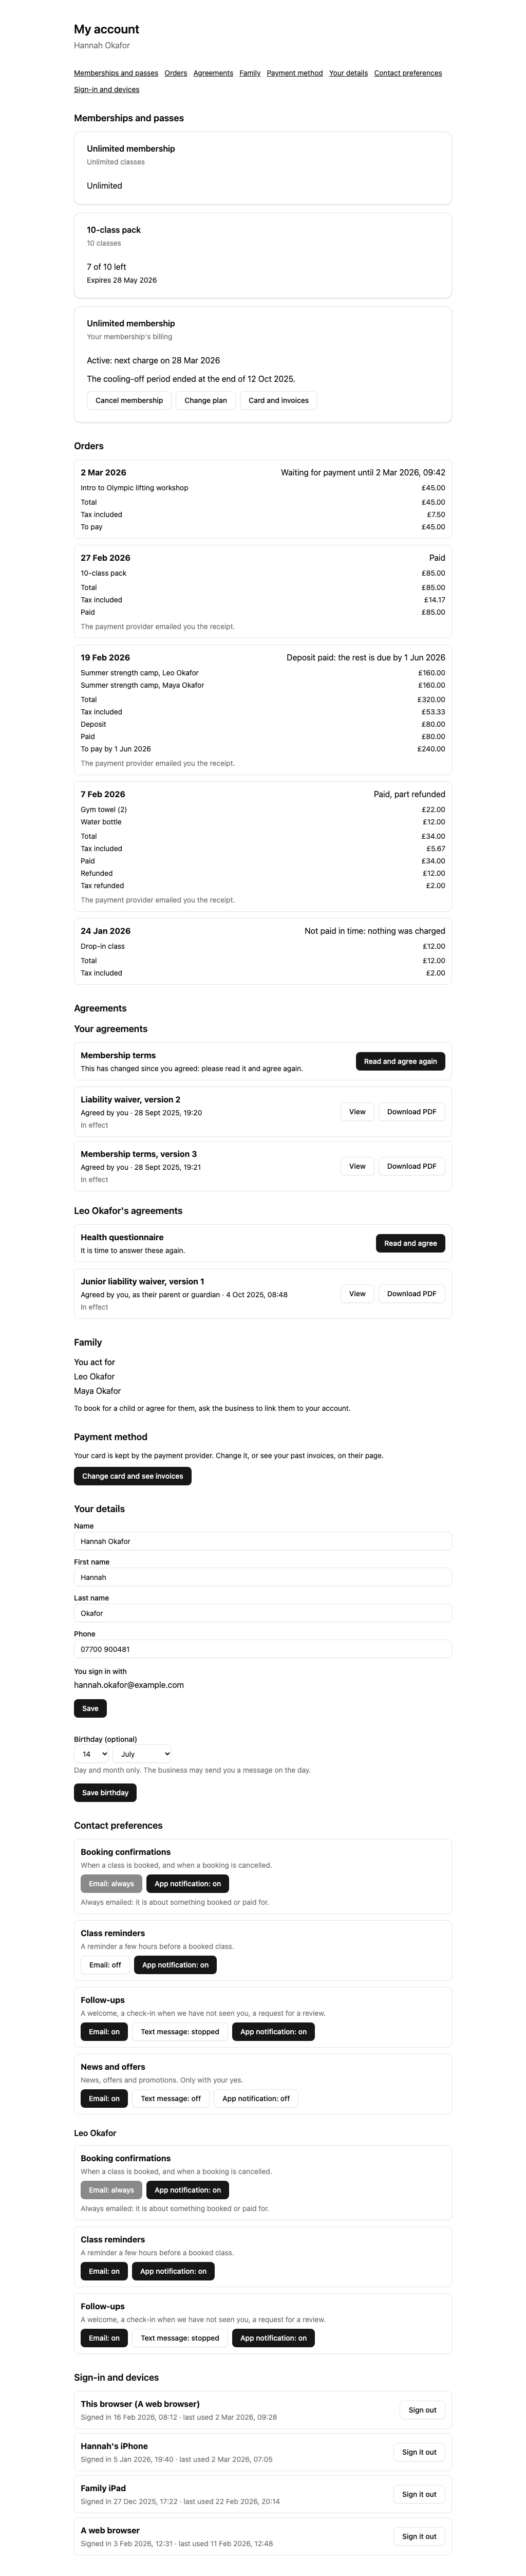 My account
Hannah Okafor
Memberships and passes Orders Agreements Family Payment method Your details Contact preferences
Sign-in and devices
Memberships and passes
Unlimited membership
Unlimited classes
Unlimited
10-class pack
10 classes
7 of 10 left
Expires 28 May 2026
Unlimited membership
Your membership's billing
Active: next charge on 28 Mar 2026
The cooling-off period ended at the end of 12 Oct 2025.
Cancel membership Change plan Card and invoices
Orders
2 Mar 2026 Waiting for payment until 2 Mar 2026, 09:42
Intro to Olympic lifting workshop £45.00
Total £45.00
Tax included £7.50
To pay £45.00
27 Feb 2026 Paid
10-class pack £85.00
Total £85.00
Tax included £14.17
Paid £85.00
The payment provider emailed you the receipt.
19 Feb 2026 Deposit paid: the rest is due by 1 Jun 2026
Summer strength camp, Leo Okafor £160.00
Summer strength camp, Maya Okafor £160.00
Total £320.00
Tax included £53.33
Deposit £80.00
Paid £80.00
To pay by 1 Jun 2026 £240.00
The payment provider emailed you the receipt.
7 Feb 2026 Paid, part refunded
Gym towel (2) £22.00
Water bottle £12.00
Total £34.00
Tax included £5.67
Paid £34.00
Refunded £12.00
Tax refunded £2.00
The payment provider emailed you the receipt.
24 Jan 2026 Not paid in time: nothing was charged
Drop-in class £12.00
Total £12.00
Tax included £2.00
Agreements
Your agreements
Membership terms
This has changed since you agreed: please read it and agree again.
Read and agree again
Liability waiver, version 2
Agreed by you · 28 Sept 2025, 19:20
In effect
View Download PDF
Membership terms, version 3
Agreed by you · 28 Sept 2025, 19:21
In effect
View Download PDF
Leo Okafor's agreements
Health questionnaire
It is time to answer these again.
Read and agree
Junior liability waiver, version 1
Agreed by you, as their parent or guardian · 4 Oct 2025, 08:48
In effect
View Download PDF
Family
You act for
Leo Okafor
Maya Okafor
To book for a child or agree for them, ask the business to link them to your account.
Payment method
Your card is kept by the payment provider. Change it, or see your past invoices, on their page.
Change card and see invoices
Your details
Name
Hannah Okafor
First name
Hannah
Last name
Okafor
Phone
07700 900481
You sign in with
hannah.okafor@example.com
Save
Birthday (optional)
14 July
Day and month only. The business may send you a message on the day.
Save birthday
Contact preferences
Booking confirmations
When a class is booked, and when a booking is cancelled.
Email: always App notification: on
Always emailed: it is about something booked or paid for.
Class reminders
A reminder a few hours before a booked class.
Email: off App notification: on
Follow-ups
A welcome, a check-in when we have not seen you, a request for a review.
Email: on Text message: stopped App notification: on
News and offers
News, offers and promotions. Only with your yes.
Email: on Text message: off App notification: off
Leo Okafor
Booking confirmations
When a class is booked, and when a booking is cancelled.
Email: always App notification: on
Always emailed: it is about something booked or paid for.
Class reminders
A reminder a few hours before a booked class.
Email: on App notification: on
Follow-ups
A welcome, a check-in when we have not seen you, a request for a review.
Email: on Text message: stopped App notification: on
Sign-in and devices
This browser (A web browser)
Signed in 16 Feb 2026, 08:12 · last used 2 Mar 2026, 09:28
Sign out
Hannah's iPhone
Signed in 5 Jan 2026, 19:40 · last used 2 Mar 2026, 07:05
Sign it out
Family iPad
Signed in 27 Dec 2025, 17:22 · last used 22 Feb 2026, 20:14
Sign it out
A web browser
Signed in 3 Feb 2026, 12:31 · last used 11 Feb 2026, 12:48
Sign it out